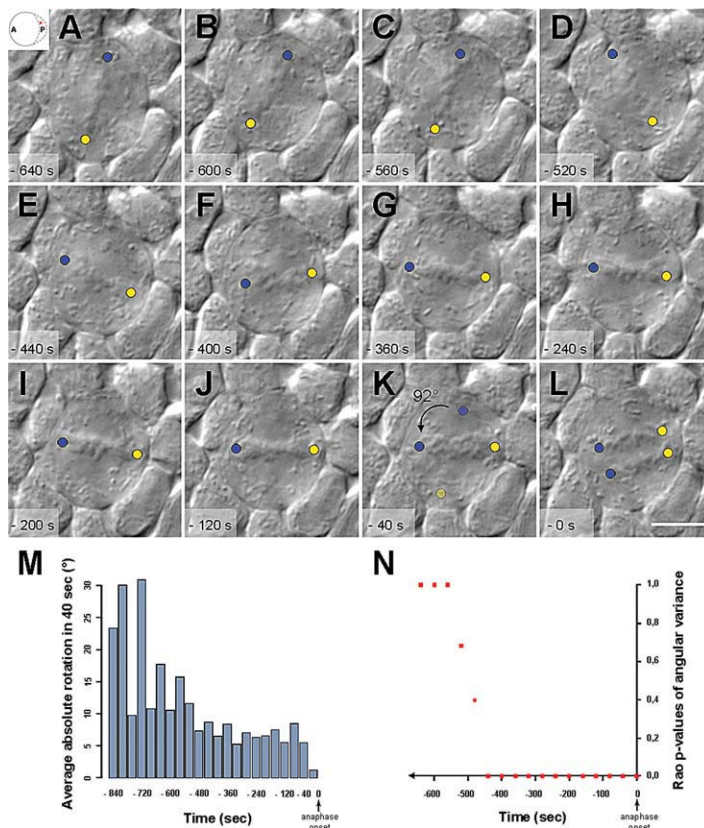 A P
A B C D
- 640 s - 600 s - 560 s - 520 s
E F G H
- 440 s - 400 s - 360 s - 240 s
I J K L
92°
- 200 s - 120 s - 40 s - 0 s
M
Average absolute rotation in 40 sec (°)
30
25
20
15
10
5
0
- 840 - 720 - 600 - 480 - 360 - 240 - 120 - 40 0
Time (sec)
anaphase
onset
N
1,0
0,8
0,6
0,4
0,2
0,0
Rao p-values of angular variance
-600 -500 -400 -300 -200 -100 0
Time (sec)
anaphase
onset